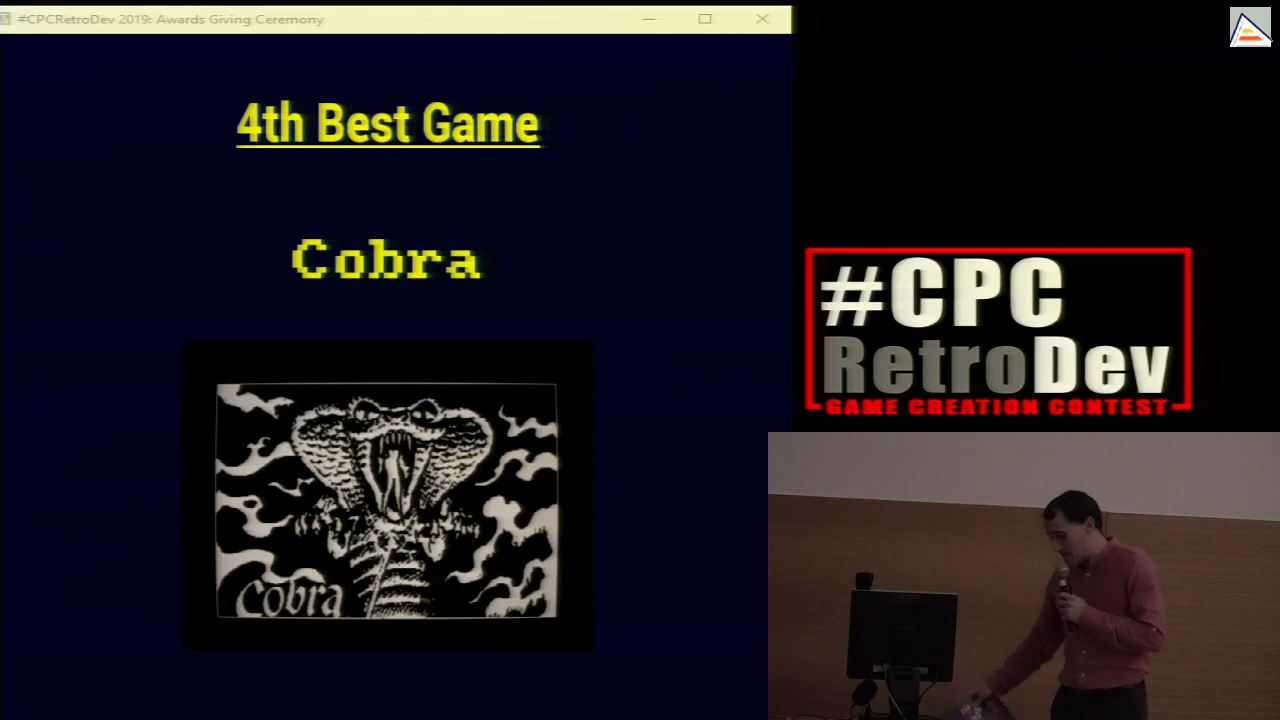 #CPCRetroDev 2019: Awards Giving Ceremony
4th Best Game
Cobra
Cobra
#CPC
RetroDev
GAME CREATION CONTEST